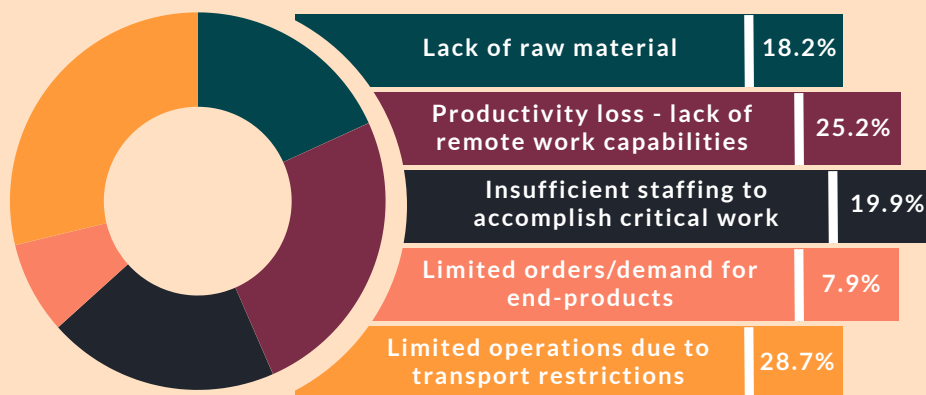 Lack of raw material
18.2%
Productivity loss - lack of
remote work capabilities
25.2%
Insufficient staffing to
accomplish critical work
19.9%
Limited orders/demand for
end-products
7.9%
Limited operations due to
transport restrictions
28.7%